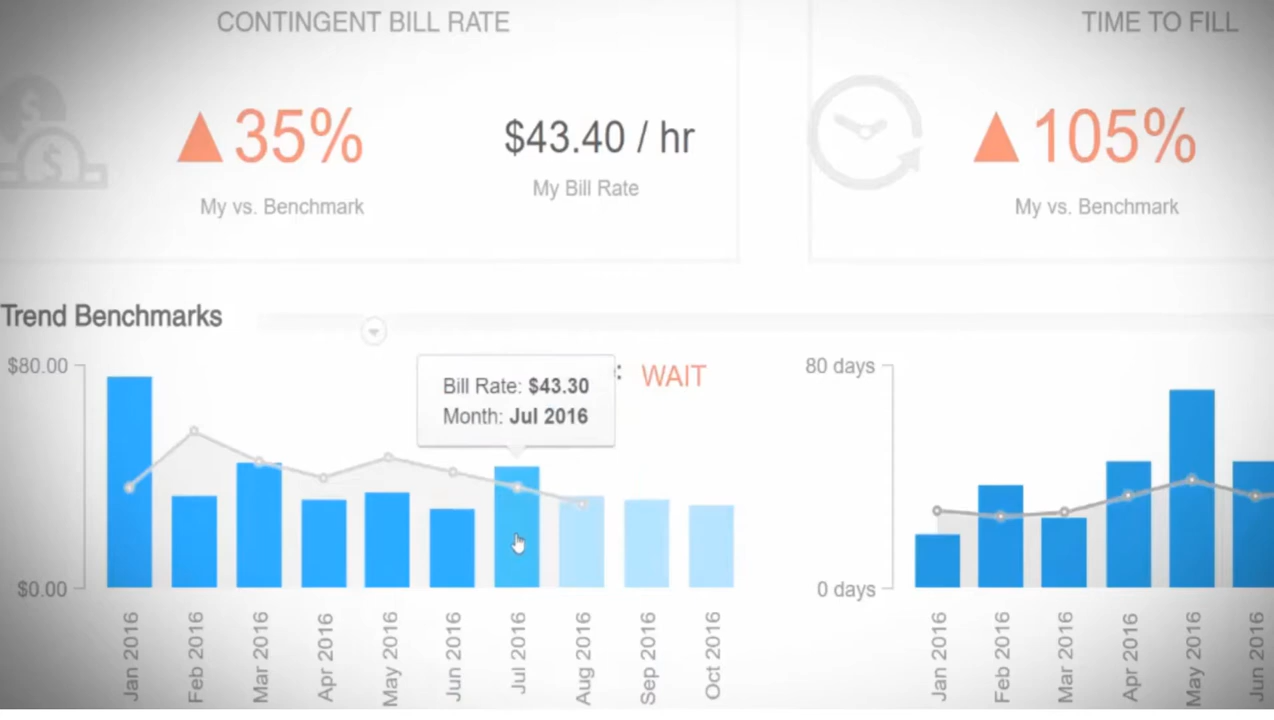 CONTINGENT BILL RATE
TIME TO FILL
▲35%
$43.40 / hr
▲105%
My vs. Benchmark
My Bill Rate
My vs. Benchmark
Trend Benchmarks
$80.00
Bill Rate: $43.30
Month: Jul 2016
: WAIT
$0.00
Jan 2016
Feb 2016
Mar 2016
Apr 2016
May 2016
Jun 2016
Jul 2016
Aug 2016
Sep 2016
Oct 2016
80 days
0 days
Jan 2016
Feb 2016
Mar 2016
Apr 2016
May 2016
Jun 2016